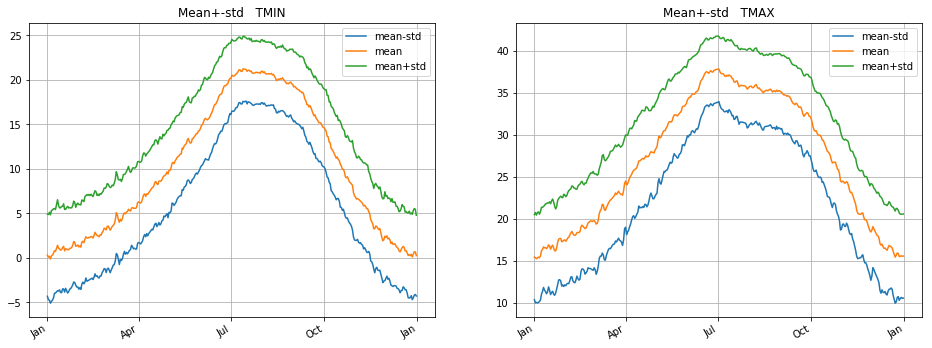 Mean+-std TMIN
mean-std
mean
mean+std
25
20
15
10
5
0
−5
Jan
Apr
Jul
Oct
Jan
Mean+-std TMAX
mean-std
mean
mean+std
40
35
30
25
20
15
10
Jan
Apr
Jul
Oct
Jan